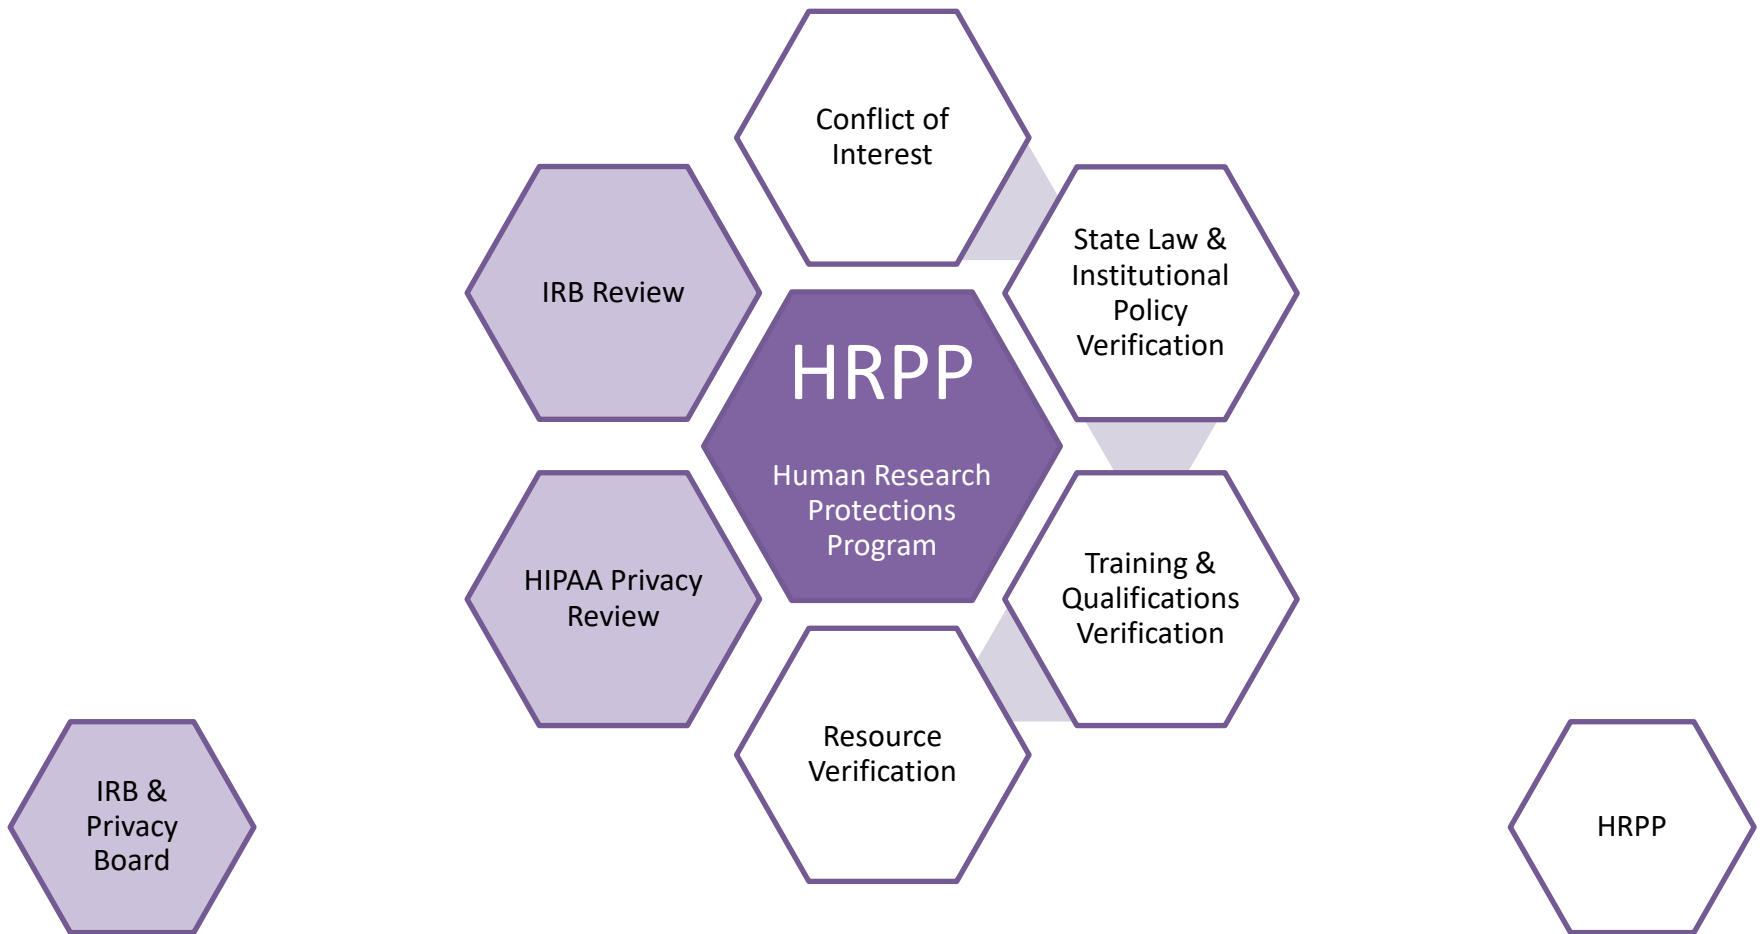 Conflict of
Interest
State Law &
Institutional
Policy
Verification
IRB Review
HRPP
Human Research
Protections
Program
Training &
Qualifications
Verification
HIPAA Privacy
Review
Resource
Verification
IRB &
Privacy
Board
HRPP